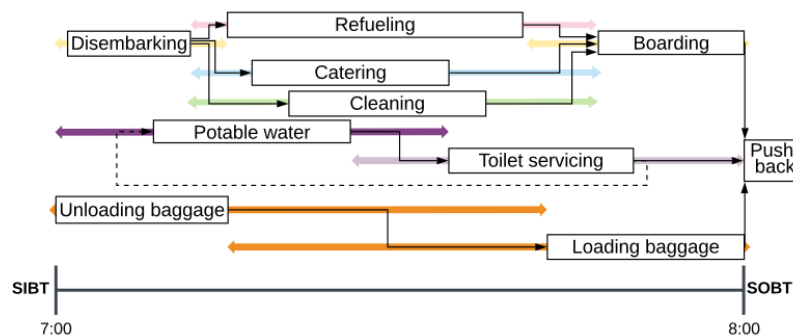 Refueling
Disembarking
Boarding
Catering
Cleaning
Potable water
Toilet servicing
Push
back
Unloading baggage
Loading baggage
SIBT
SOBT
7:00
8:00